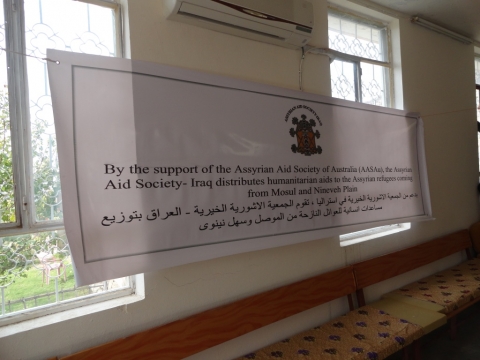 By the support of the Assyrian Aid Society of Australia (AASAu), the Assyrian
Aid Society- Iraq distributes humanitarian aids to the Assyrian refugees coming
from Mosul and Nineveh Plain
بدعم من الجمعية الاشورية الخيرية في استراليا ، تقوم الجمعية الاشورية الخيرية - العراق بتوزيع
مساعدات انسانية للعوائل النازحة من الموصل وسهل نينوى